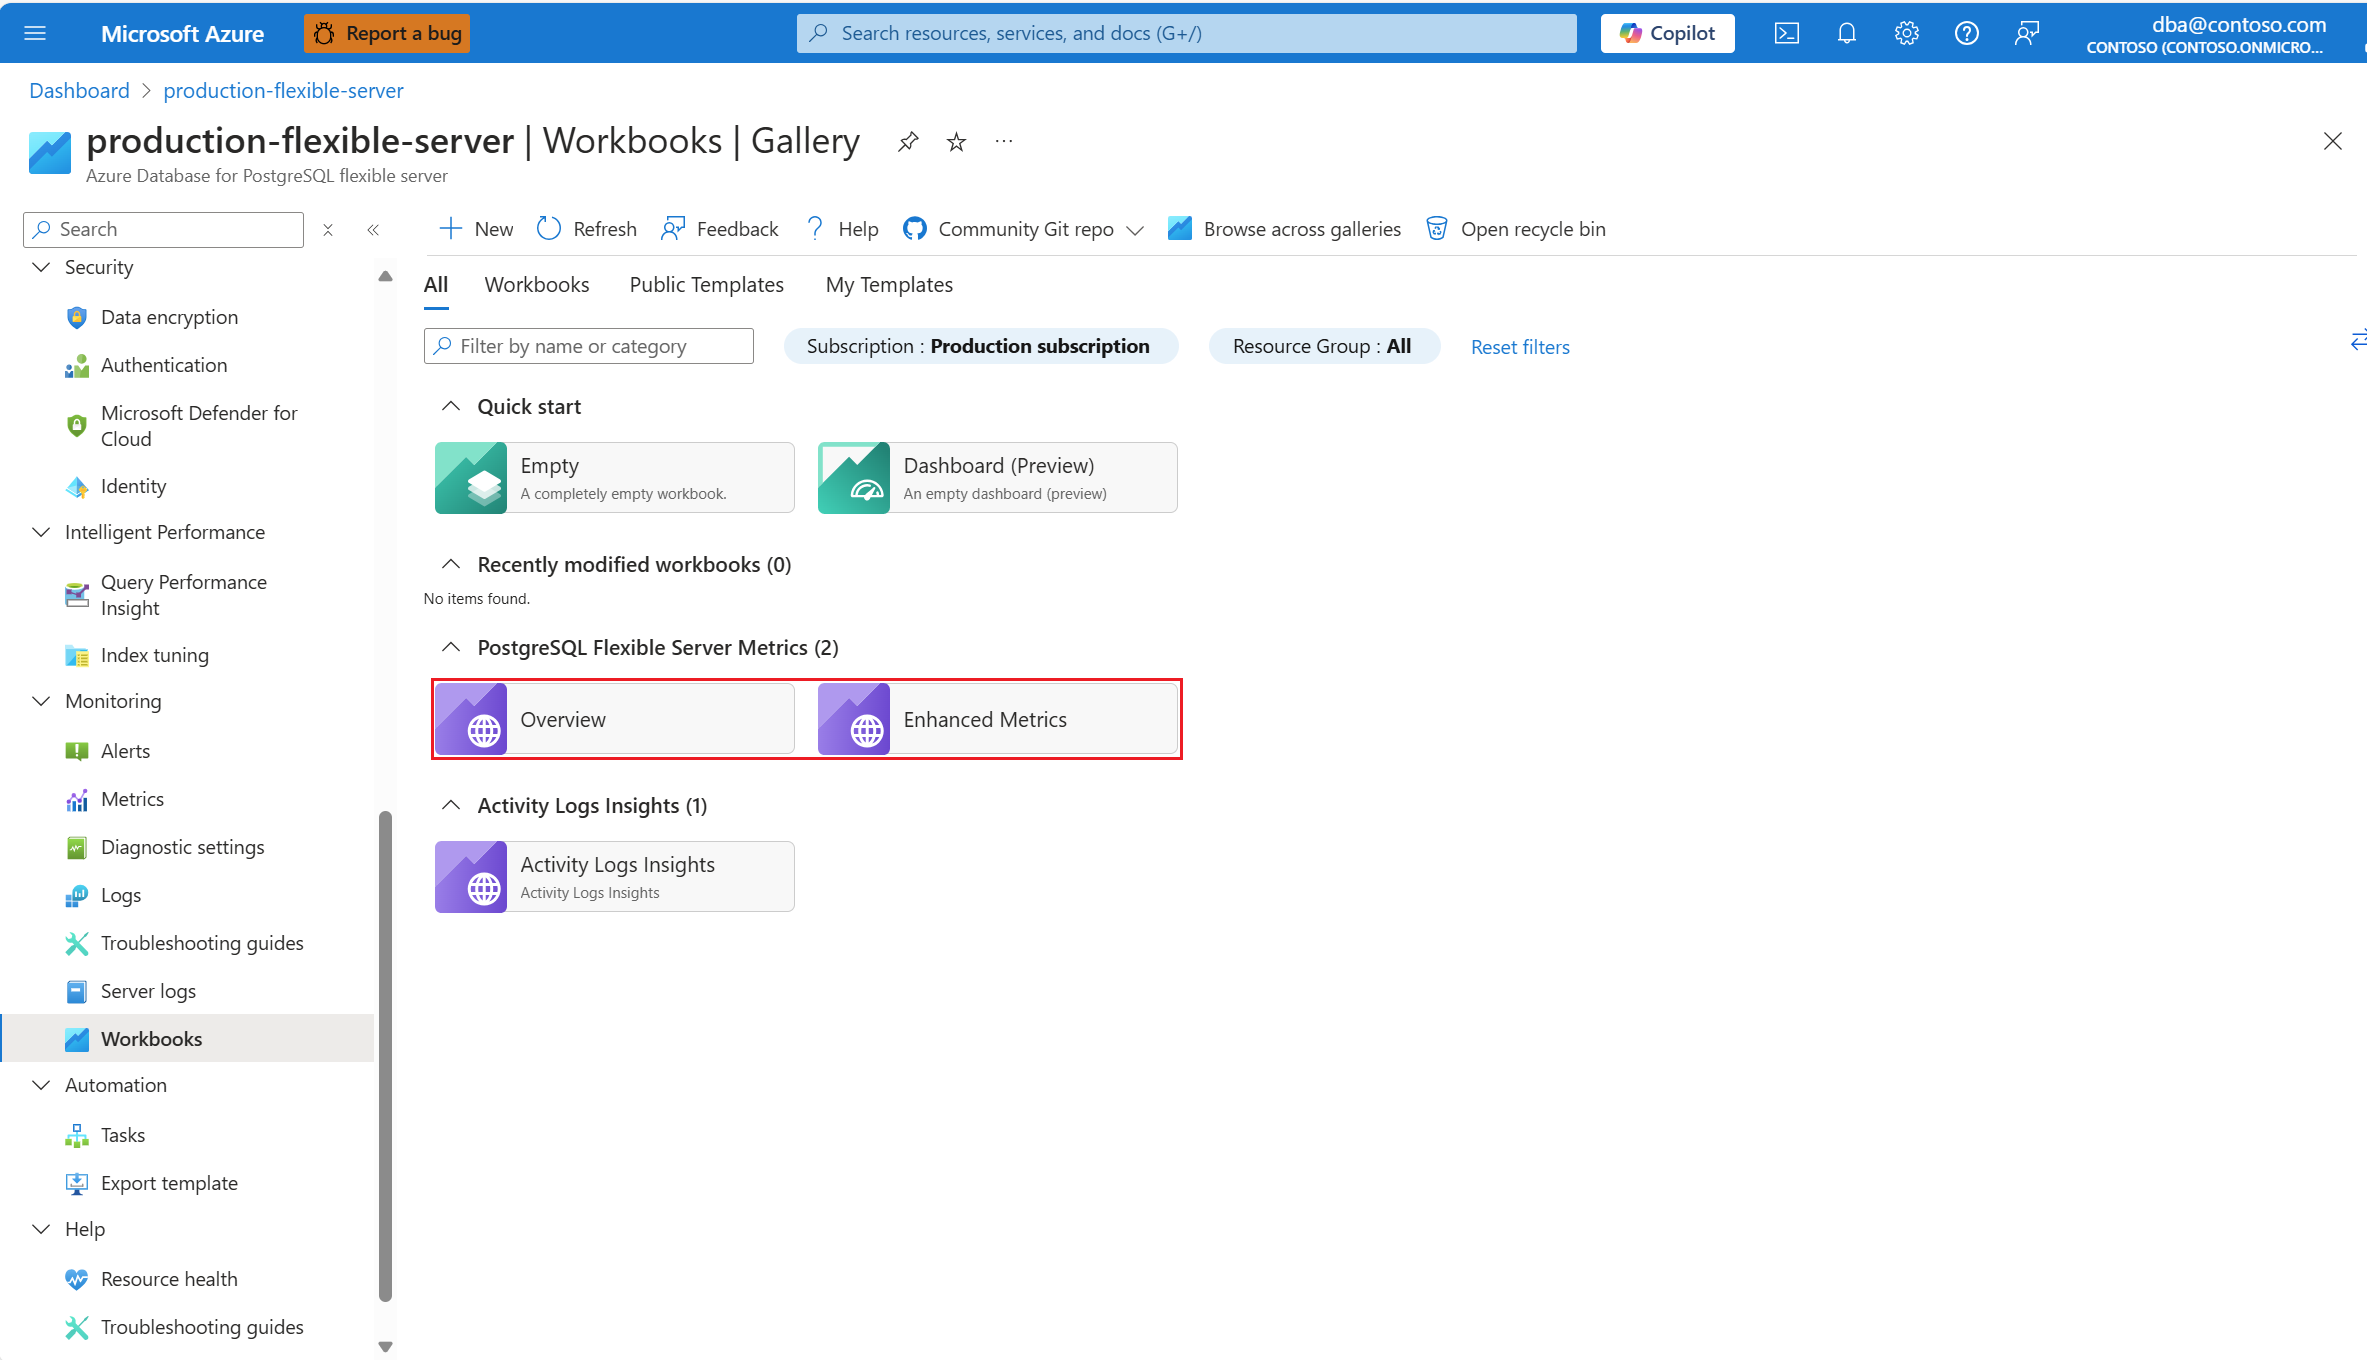 Microsoft Azure
Report a bug
Search resources, services, and docs (G+/)
Copilot
dba@contoso.com
CONTOSO (CONTOSO.ONMICRO...
Dashboard > production-flexible-server
production-flexible-server | Workbooks | Gallery
Azure Database for PostgreSQL flexible server
Search
New
Refresh
Feedback
Help
Community Git repo
Browse across galleries
Open recycle bin
Security
Data encryption
Authentication
Microsoft Defender for
Cloud
Identity
Intelligent Performance
Query Performance
Insight
Index tuning
Monitoring
Alerts
Metrics
Diagnostic settings
Logs
Troubleshooting guides
Server logs
Workbooks
Automation
Tasks
Export template
Help
Resource health
Troubleshooting guides
All
Workbooks
Public Templates
My Templates
Filter by name or category
Subscription : Production subscription
Resource Group : All
Reset filters
Quick start
Empty
A completely empty workbook.
Dashboard (Preview)
An empty dashboard (preview)
Recently modified workbooks (0)
No items found.
PostgreSQL Flexible Server Metrics (2)
Overview
Enhanced Metrics
Activity Logs Insights (1)
Activity Logs Insights
Activity Logs Insights